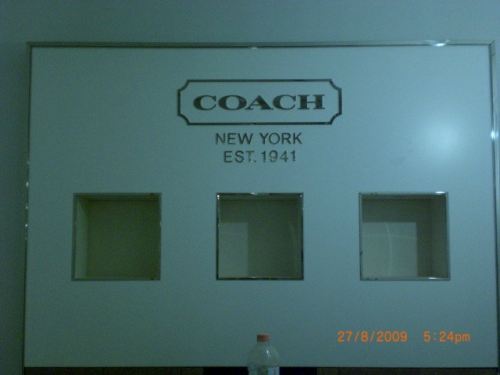 COACH
NEW YORK
EST. 1941
27/8/2009 5:24pm